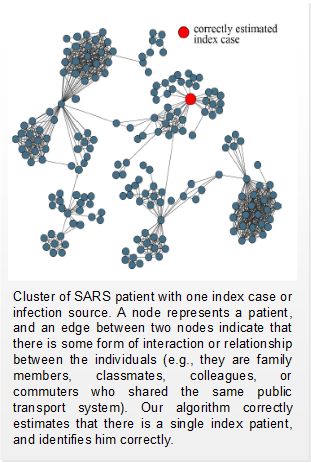 correctly estimated
index case
Cluster of SARS patient with one index case or
infection source. A node represents a patient,
and an edge between two nodes indicate that
there is some form of interaction or relationship
between the individuals (e.g., they are family
members, classmates, colleagues, or
commuters who shared the same public
transport system). Our algorithm correctly
estimates that there is a single index patient,
and identifies him correctly.